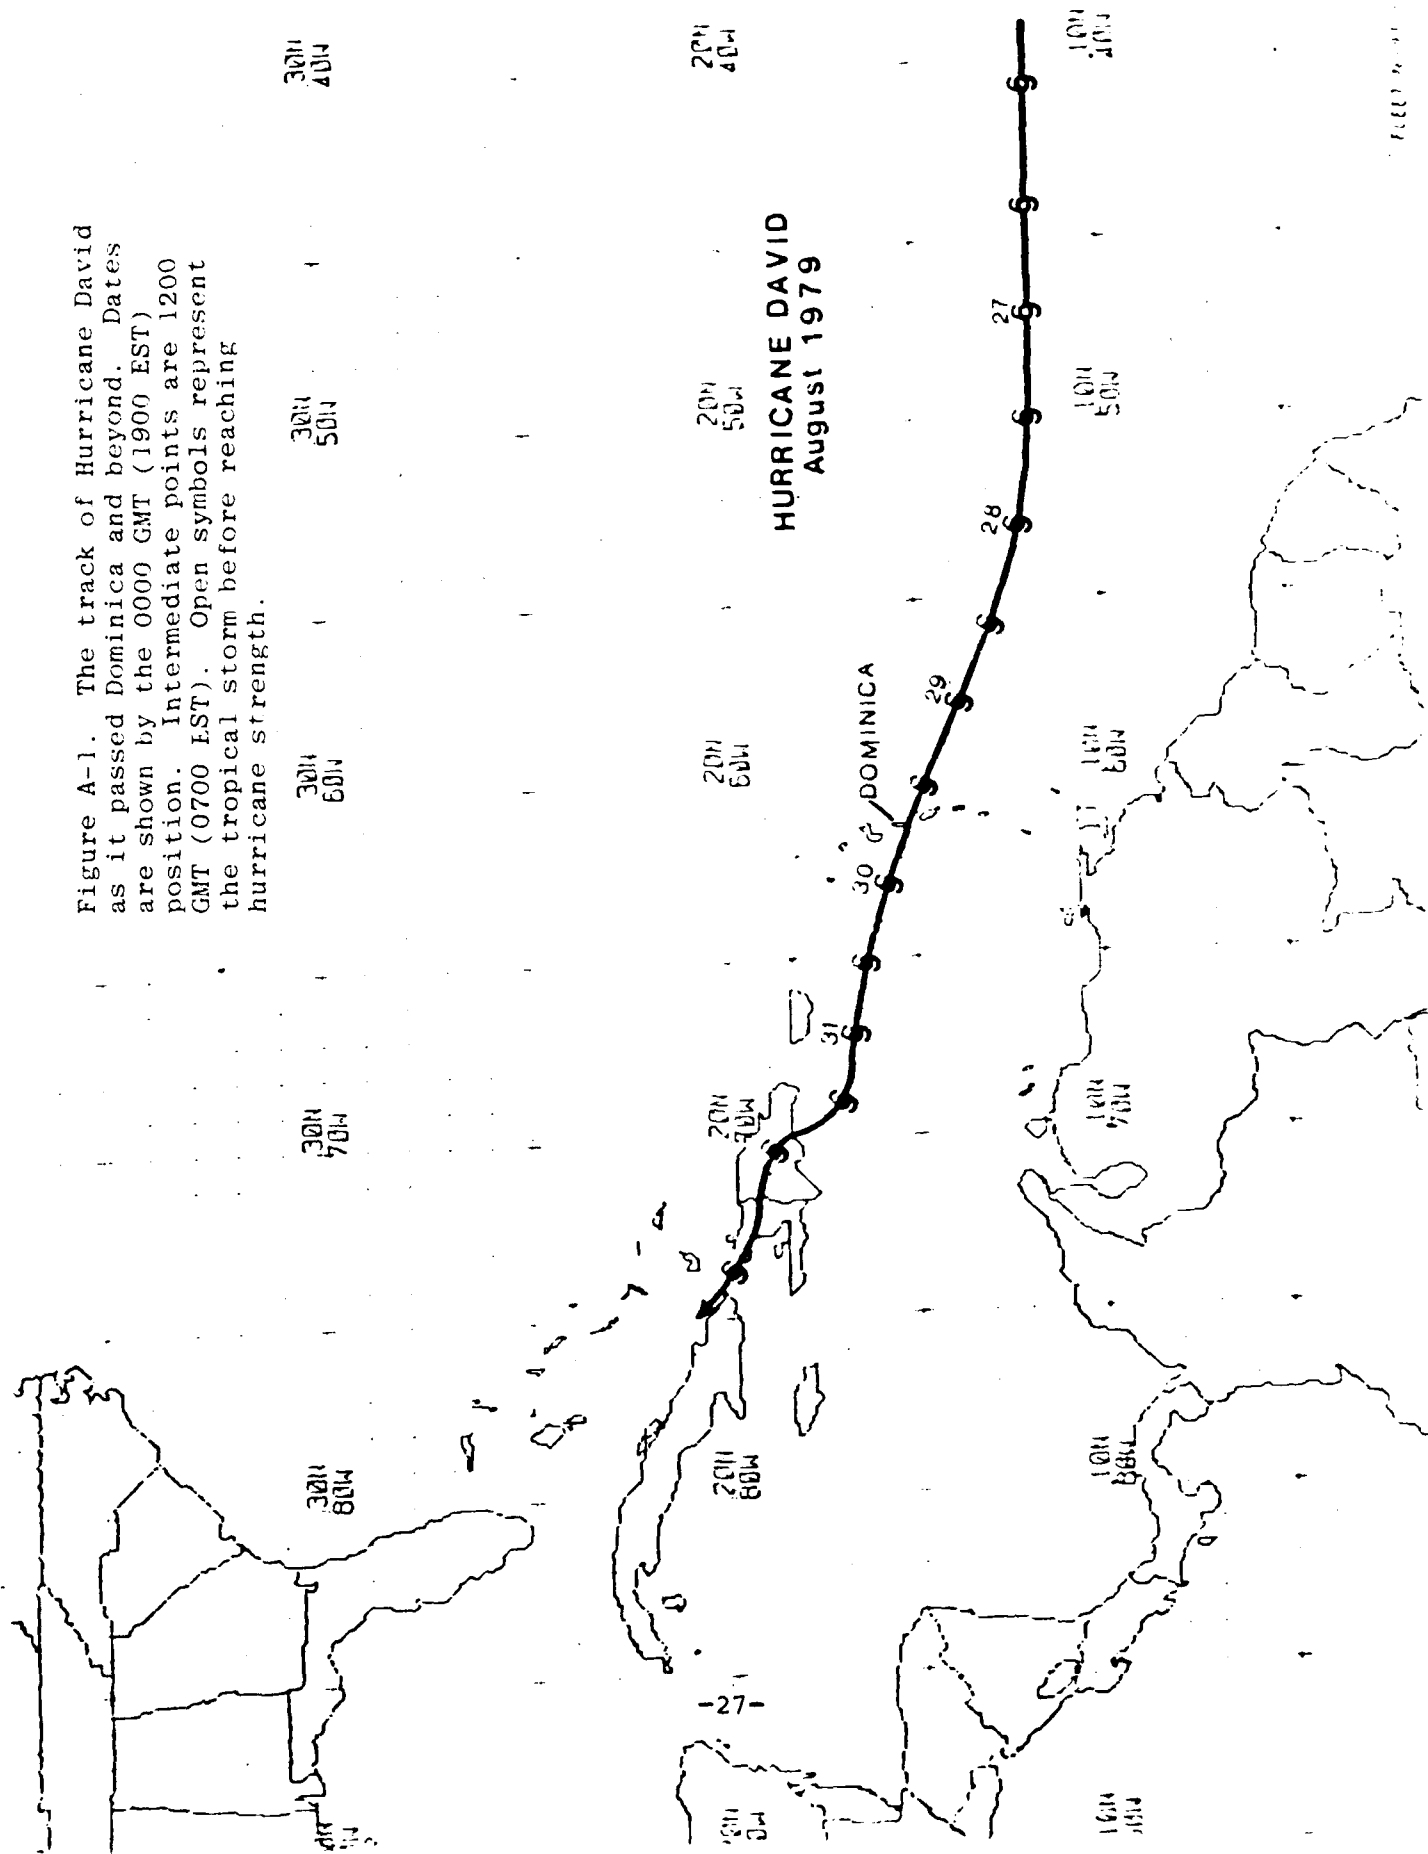 Figure A-1. The track of Hurricane David
as it passed Dominica and beyond. Dates
are shown by the 0000 GMT (1900 EST)
position. Intermediate points are 1200
GMT (0700 EST). Open symbols represent
the tropical storm before reaching
hurricane strength.
30N
40W
30N
50W
30N
60W
30N
70W
30N
80W
20N
40W
20N
50W
20N
60W
20N
70W
20N
80W
HURRICANE DAVID
August 1979
DOMINICA
27
28
29
30
31
10N
40W
10N
50W
10N
60W
10N
70W
10N
80W
-27-